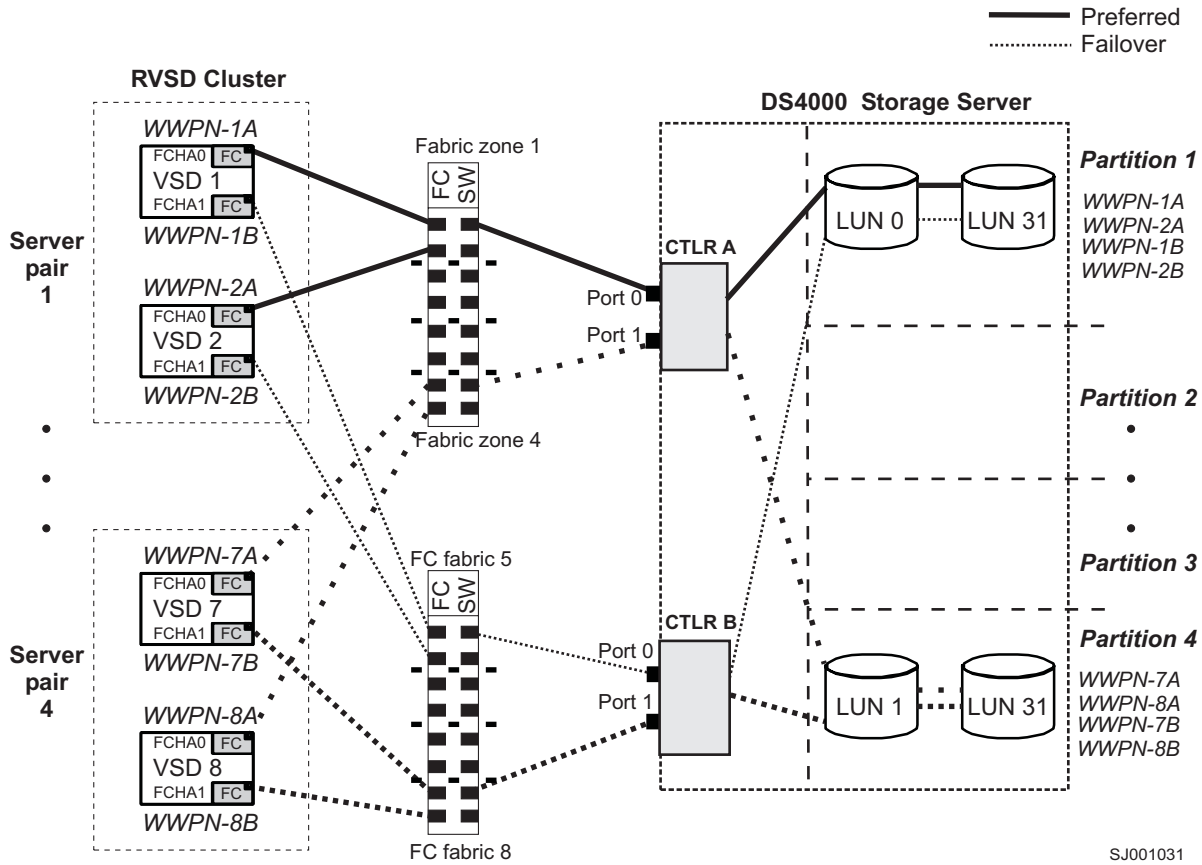 Preferred
Failover
RVSD Cluster
DS4000 Storage Server
WWPN-1A
FCHA0 FC
VSD 1
FCHA1 FC
WWPN-1B
Server
pair
1
WWPN-2A
FCHA0 FC
VSD 2
FCHA1 FC
WWPN-2B
Fabric zone 1
FC
SW
Fabric zone 4
CTLR A
Port 0
Port 1
LUN 0
LUN 31
Partition 1
WWPN-1A
WWPN-2A
WWPN-1B
WWPN-2B
Partition 2
Partition 3
WWPN-7A
FCHA0 FC
VSD 7
FCHA1 FC
WWPN-7B
Server
pair
4
WWPN-8A
FCHA0 FC
VSD 8
FCHA1 FC
WWPN-8B
FC fabric 5
FC
SW
FC fabric 8
CTLR B
Port 0
Port 1
LUN 1
LUN 31
Partition 4
WWPN-7A
WWPN-8A
WWPN-7B
WWPN-8B
SJ001031